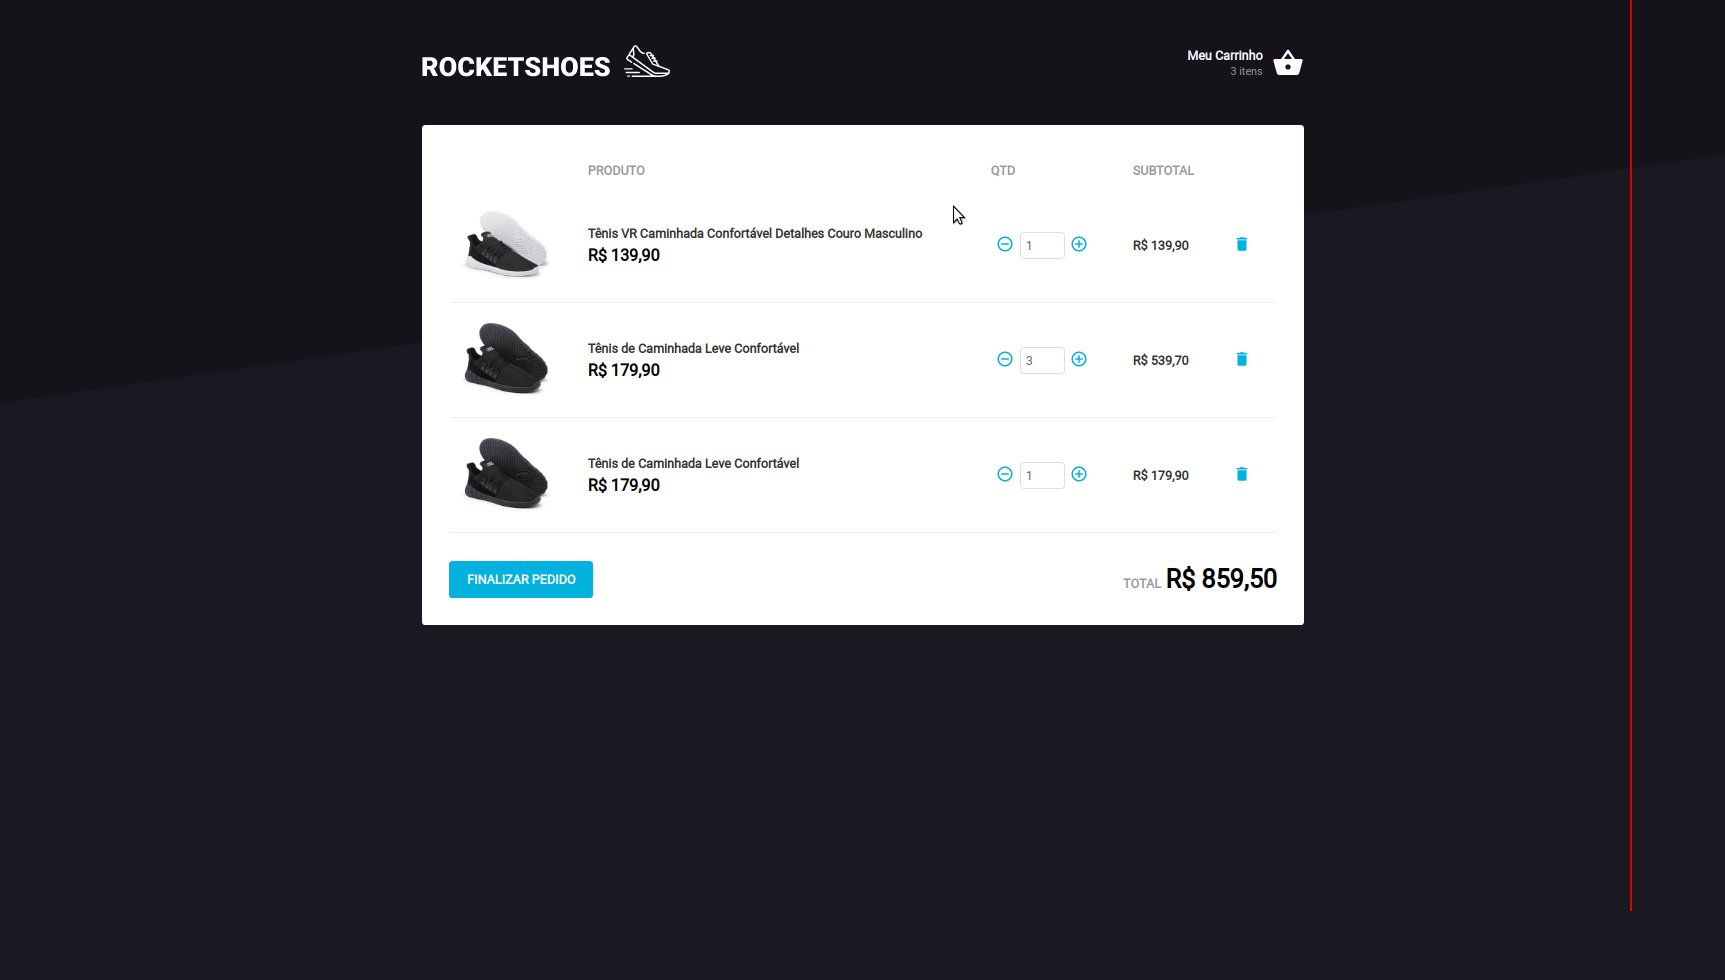 ROCKETSHOES
Meu Carrinho
3 itens
PRODUTO QTD SUBTOTAL
Tênis VR Caminhada Confortável Detalhes Couro Masculino
R$ 139,90
1
R$ 139,90
Tênis de Caminhada Leve Confortável
R$ 179,90
3
R$ 539,70
Tênis de Caminhada Leve Confortável
R$ 179,90
1
R$ 179,90
FINALIZAR PEDIDO
TOTAL R$ 859,50